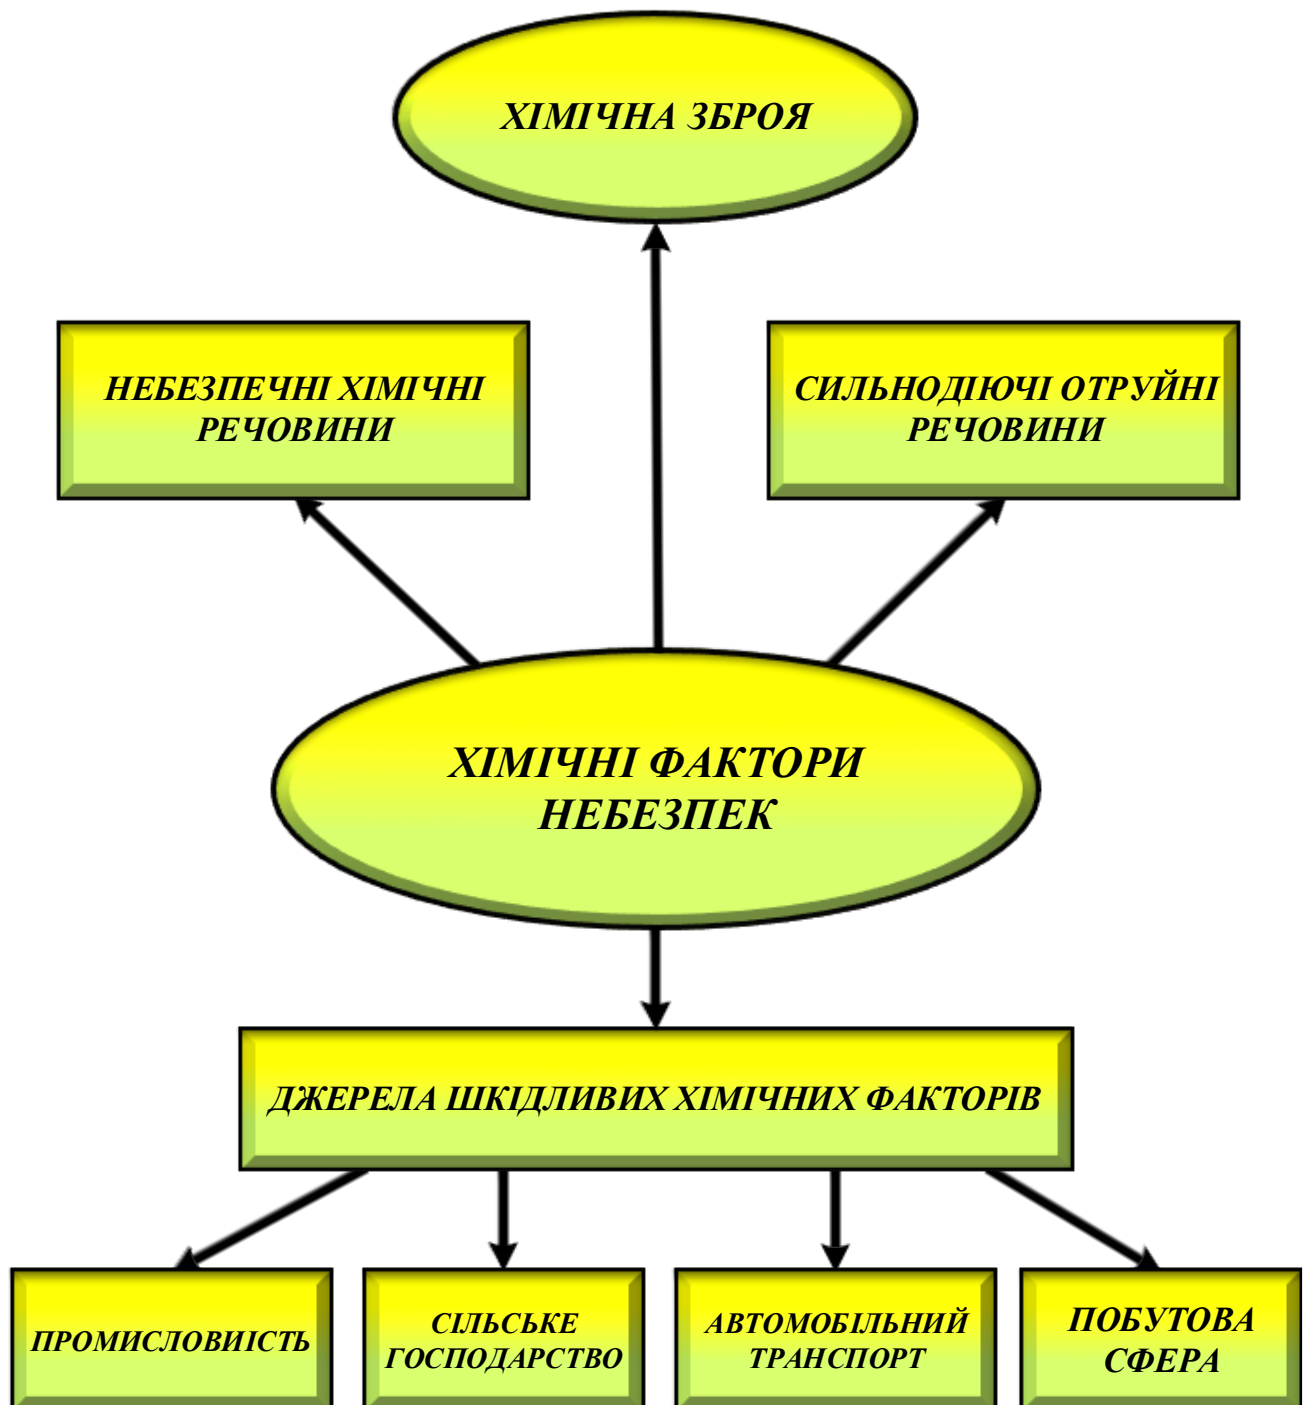 ХІМІЧНА ЗБРОЯ
НЕБЕЗПЕЧНІ ХІМІЧНІ
РЕЧОВИНИ
СИЛЬНОДІЮЧІ ОТРУЙНІ
РЕЧОВИНИ
ХІМІЧНІ ФАКТОРИ
НЕБЕЗПЕК
ДЖЕРЕЛА ШКІДЛИВИХ ХІМІЧНИХ ФАКТОРІВ
ПРОМИСЛОВИІСТЬ
СІЛЬСЬКЕ
ГОСПОДАРСТВО
АВТОМОБІЛЬНИЙ
ТРАНСПОРТ
ПОБУТОВА
СФЕРА